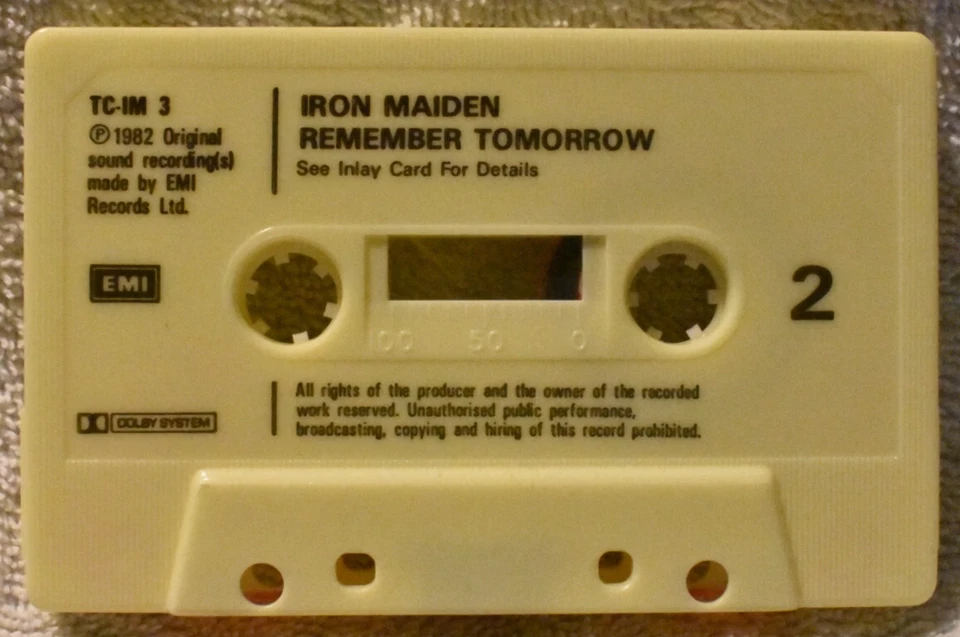 TC-IM 3
Ⓟ1982 Original
sound recording(s)
made by EMI
Records Ltd.
IRON MAIDEN
REMEMBER TOMORROW
See Inlay Card For Details
EMI
2
00 50 0
DOLBY SYSTEM
All rights of the producer and the owner of the recorded
work reserved. Unauthorised public performance,
broadcasting, copying and hiring of this record prohibited.